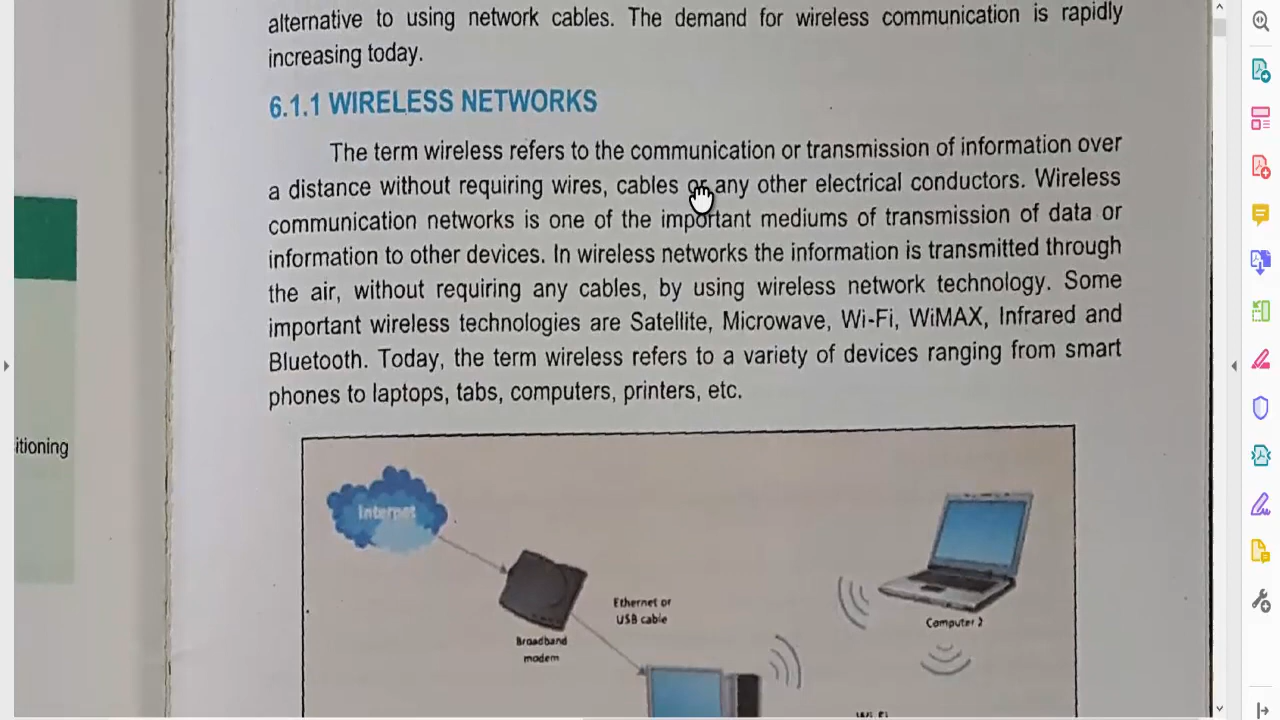 alternative to using network cables. The demand for wireless communication is rapidly
increasing today.
6.1.1 WIRELESS NETWORKS
The term wireless refers to the communication or transmission of information over
a distance without requiring wires, cables or any other electrical conductors. Wireless
communication networks is one of the important mediums of transmission of data or
information to other devices. In wireless networks the information is transmitted through
the air, without requiring any cables, by using wireless network technology. Some
important wireless technologies are Satellite, Microwave, Wi-Fi, WiMAX, Infrared and
Bluetooth. Today, the term wireless refers to a variety of devices ranging from smart
phones to laptops, tabs, computers, printers, etc.
itioning
Internet
Ethernet or
USB cable
Broadband
modem
Computer 2
Wi Fi